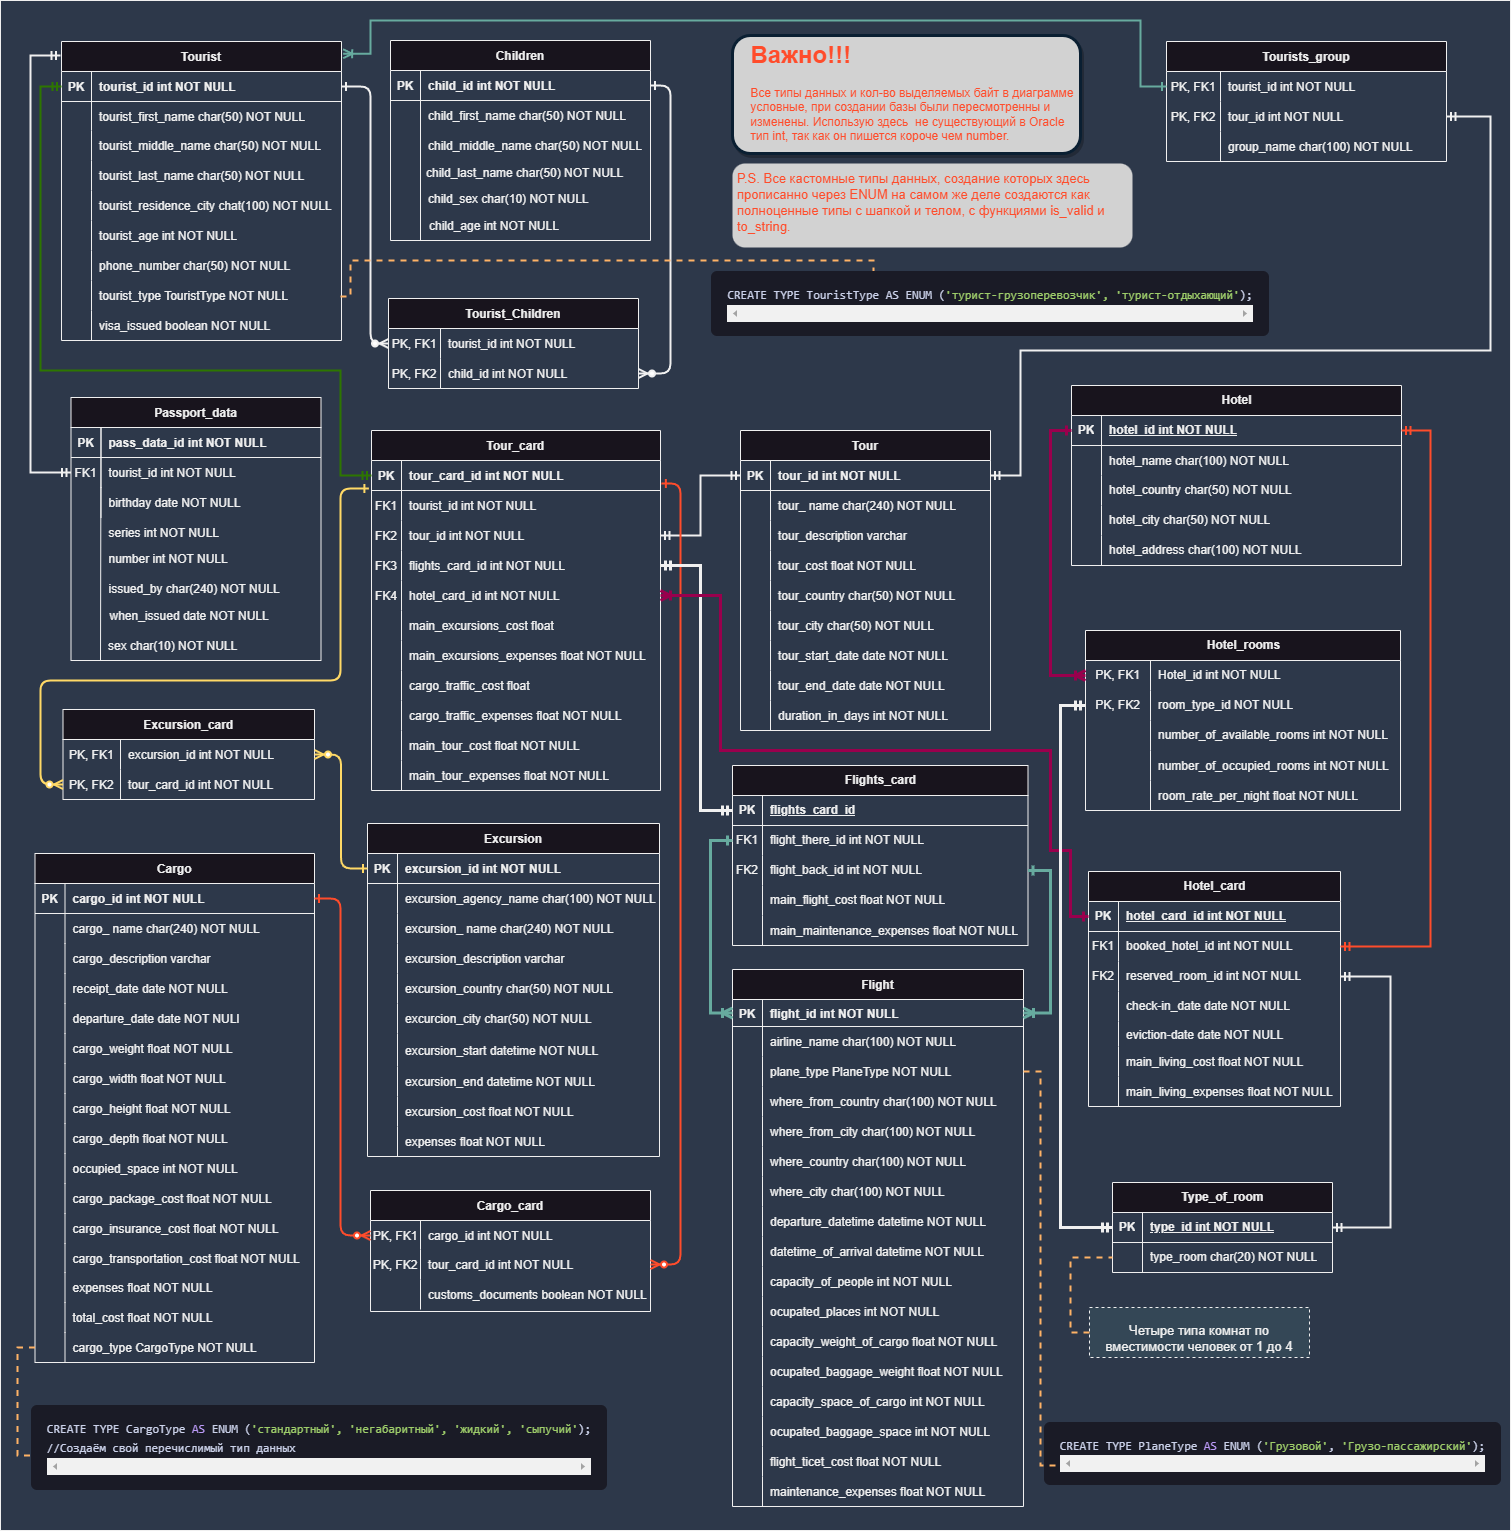 Tourist
PK tourist_id int NOT NULL
tourist_first_name char(50) NOT NULL
tourist_middle_name char(50) NOT NULL
tourist_last_name char(50) NOT NULL
tourist_residence_city chat(100) NOT NULL
tourist_age int NOT NULL
phone_number char(50) NOT NULL
tourist_type TouristType NOT NULL
visa_issued boolean NOT NULL
Children
PK child_id int NOT NULL
child_first_name char(50) NOT NULL
child_middle_name char(50) NOT NULL
child_last_name char(50) NOT NULL
child_sex char(10) NOT NULL
child_age int NOT NULL
Важно!!!
Все типы данных и кол-во выделяемых байт в диаграмме
условные, при создании базы были пересмотренны и
изменены. Использую здесь не существующий в Oracle
тип int, так как он пишется короче чем number.
P.S. Все кастомные типы данных, создание которых здесь
прописанно через ENUM на самом же деле создаются как
полноценные типы с шапкой и телом, с функциями is_valid и
to_string.
Tourists_group
PK, FK1 tourist_id int NOT NULL
PK, FK2 tour_id int NOT NULL
group_name char(100) NOT NULL
CREATE TYPE TouristType AS ENUM ('турист-грузоперевозчик', 'турист-отдыхающий');
Tourist_Children
PK, FK1 tourist_id int NOT NULL
PK, FK2 child_id int NOT NULL
Passport_data
PK pass_data_id int NOT NULL
FK1 tourist_id int NOT NULL
birthday date NOT NULL
series int NOT NULL
number int NOT NULL
issued_by char(240) NOT NULL
when_issued date NOT NULL
sex char(10) NOT NULL
Tour_card
PK tour_card_id int NOT NULL
FK1 tourist_id int NOT NULL
FK2 tour_id int NOT NULL
FK3 flights_card_id int NOT NULL
FK4 hotel_card_id int NOT NULL
main_excursions_cost float
main_excursions_expenses float NOT NULL
cargo_traffic_cost float
cargo_traffic_expenses float NOT NULL
main_tour_cost float NOT NULL
main_tour_expenses float NOT NULL
Tour
PK tour_id int NOT NULL
tour_ name char(240) NOT NULL
tour_description varchar
tour_cost float NOT NULL
tour_country char(50) NOT NULL
tour_city char(50) NOT NULL
tour_start_date date NOT NULL
tour_end_date date NOT NULL
duration_in_days int NOT NULL
Hotel
PK hotel_id int NOT NULL
hotel_name char(100) NOT NULL
hotel_country char(50) NOT NULL
hotel_city char(50) NOT NULL
hotel_address char(100) NOT NULL
Hotel_rooms
PK, FK1 Hotel_id int NOT NULL
PK, FK2 room_type_id NOT NULL
number_of_available_rooms int NOT NULL
number_of_occupied_rooms int NOT NULL
room_rate_per_night float NOT NULL
Excursion_card
PK, FK1 excursion_id int NOT NULL
PK, FK2 tour_card_id int NOT NULL
Flights_card
PK flights_card_id
FK1 flight_there_id int NOT NULL
FK2 flight_back_id int NOT NULL
main_flight_cost float NOT NULL
main_maintenance_expenses float NOT NULL
Excursion
PK excursion_id int NOT NULL
excursion_agency_name char(100) NOT NULL
excursion_ name char(240) NOT NULL
excursion_description varchar
excursion_country char(50) NOT NULL
excurcion_city char(50) NOT NULL
excursion_start datetime NOT NULL
excursion_end datetime NOT NULL
excursion_cost float NOT NULL
expenses float NOT NULL
Cargo
PK cargo_id int NOT NULL
cargo_ name char(240) NOT NULL
cargo_description varchar
receipt_date date NOT NULL
departure_date date NOT NULl
cargo_weight float NOT NULL
cargo_width float NOT NULL
cargo_height float NOT NULL
cargo_depth float NOT NULL
occupied_space int NOT NULL
cargo_package_cost float NOT NULL
cargo_insurance_cost float NOT NULL
cargo_transportation_cost float NOT NULL
expenses float NOT NULL
total_cost float NOT NULL
cargo_type CargoType NOT NULL
Hotel_card
PK hotel_card_id int NOT NULL
FK1 booked_hotel_id int NOT NULL
FK2 reserved_room_id int NOT NULL
check-in_date date NOT NULL
eviction-date date NOT NULL
main_living_cost float NOT NULL
main_living_expenses float NOT NULL
Flight
PK flight_id int NOT NULL
airline_name char(100) NOT NULL
plane_type PlaneType NOT NULL
where_from_country char(100) NOT NULL
where_from_city char(100) NOT NULL
where_country char(100) NOT NULL
where_city char(100) NOT NULL
departure_datetime datetime NOT NULL
datetime_of_arrival datetime NOT NULL
capacity_of_people int NOT NULL
ocupated_places int NOT NULL
capacity_weight_of_cargo float NOT NULL
ocupated_baggage_weight float NOT NULL
capacity_space_of_cargo int NOT NULL
ocupated_baggage_space int NOT NULL
flight_ticet_cost float NOT NULL
maintenance_expenses float NOT NULL
Cargo_card
PK, FK1 cargo_id int NOT NULL
PK, FK2 tour_card_id int NOT NULL
customs_documents boolean NOT NULL
Type_of_room
PK type_id int NOT NULL
type_room char(20) NOT NULL
Четыре типа комнат по
вместимости человек от 1 до 4
CREATE TYPE CargoType AS ENUM ('стандартный', 'негабаритный', 'жидкий', 'сыпучий');
//Создаём свой перечислимый тип данных
CREATE TYPE PlaneType AS ENUM ('Грузовой', 'Грузо-пассажирский');